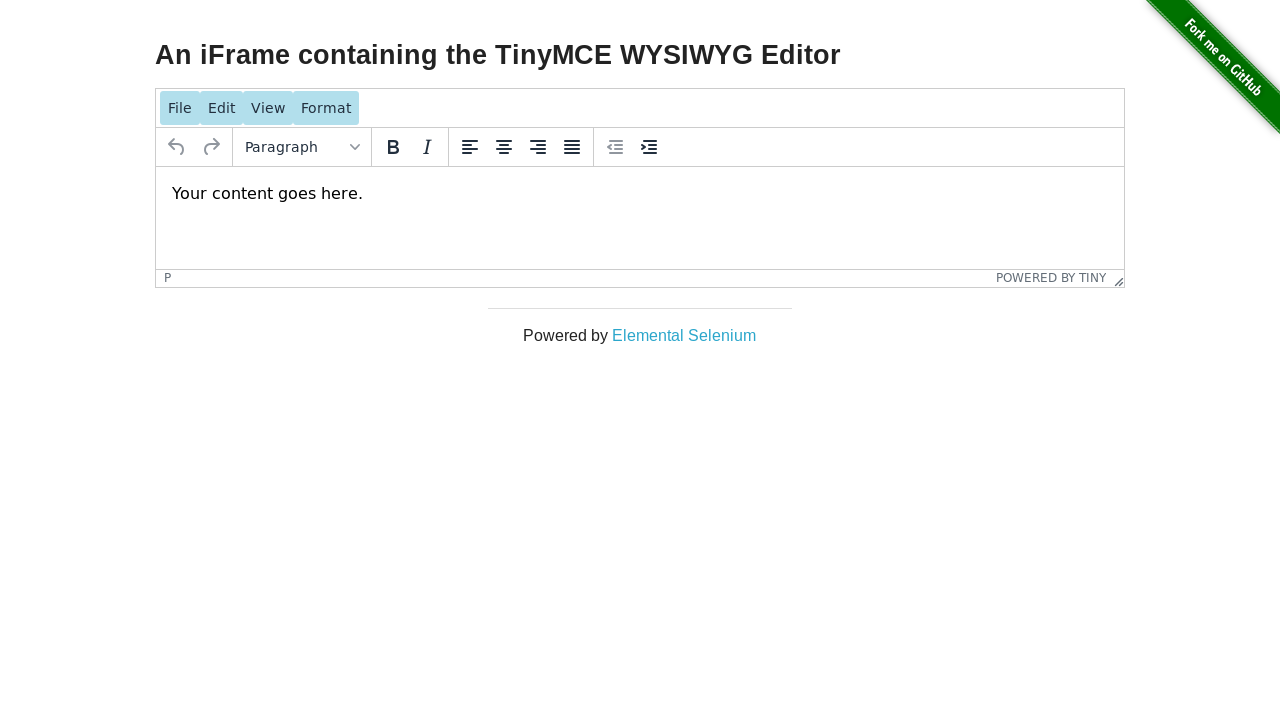 Fork me on GitHub
An iFrame containing the TinyMCE WYSIWYG Editor
File Edit View Format
Paragraph
Your content goes here.
P POWERED BY TINY
Powered by Elemental Selenium